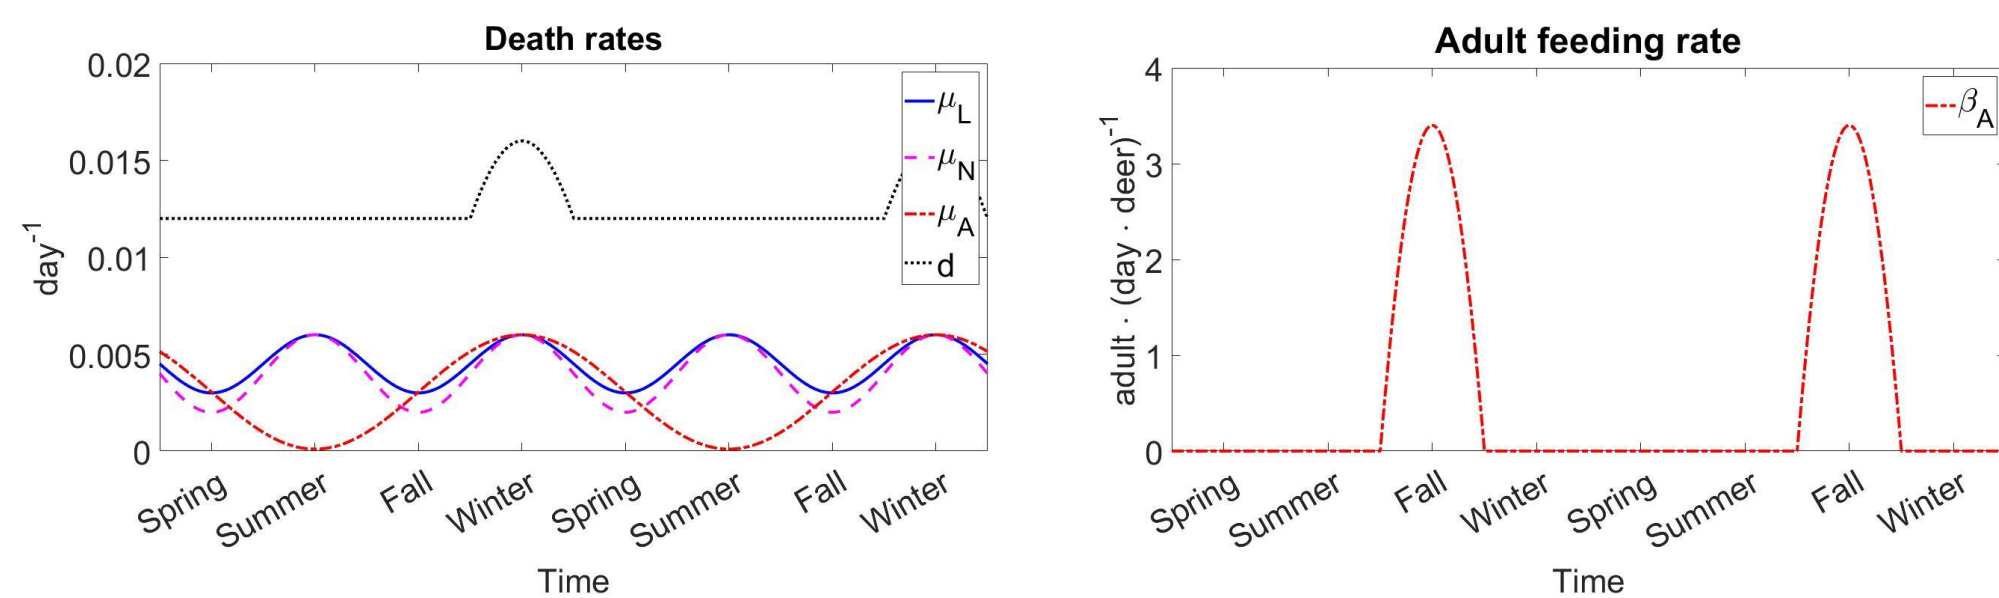 Death rates
0.02
0.015
0.01
0.005
0
day-1
μL
μN
μA
d
Spring
Summer
Fall
Winter
Spring
Summer
Fall
Winter
Time
Adult feeding rate
4
3
2
1
0
adult · (day · deer)-1
βA
Spring
Summer
Fall
Winter
Spring
Summer
Fall
Winter
Time